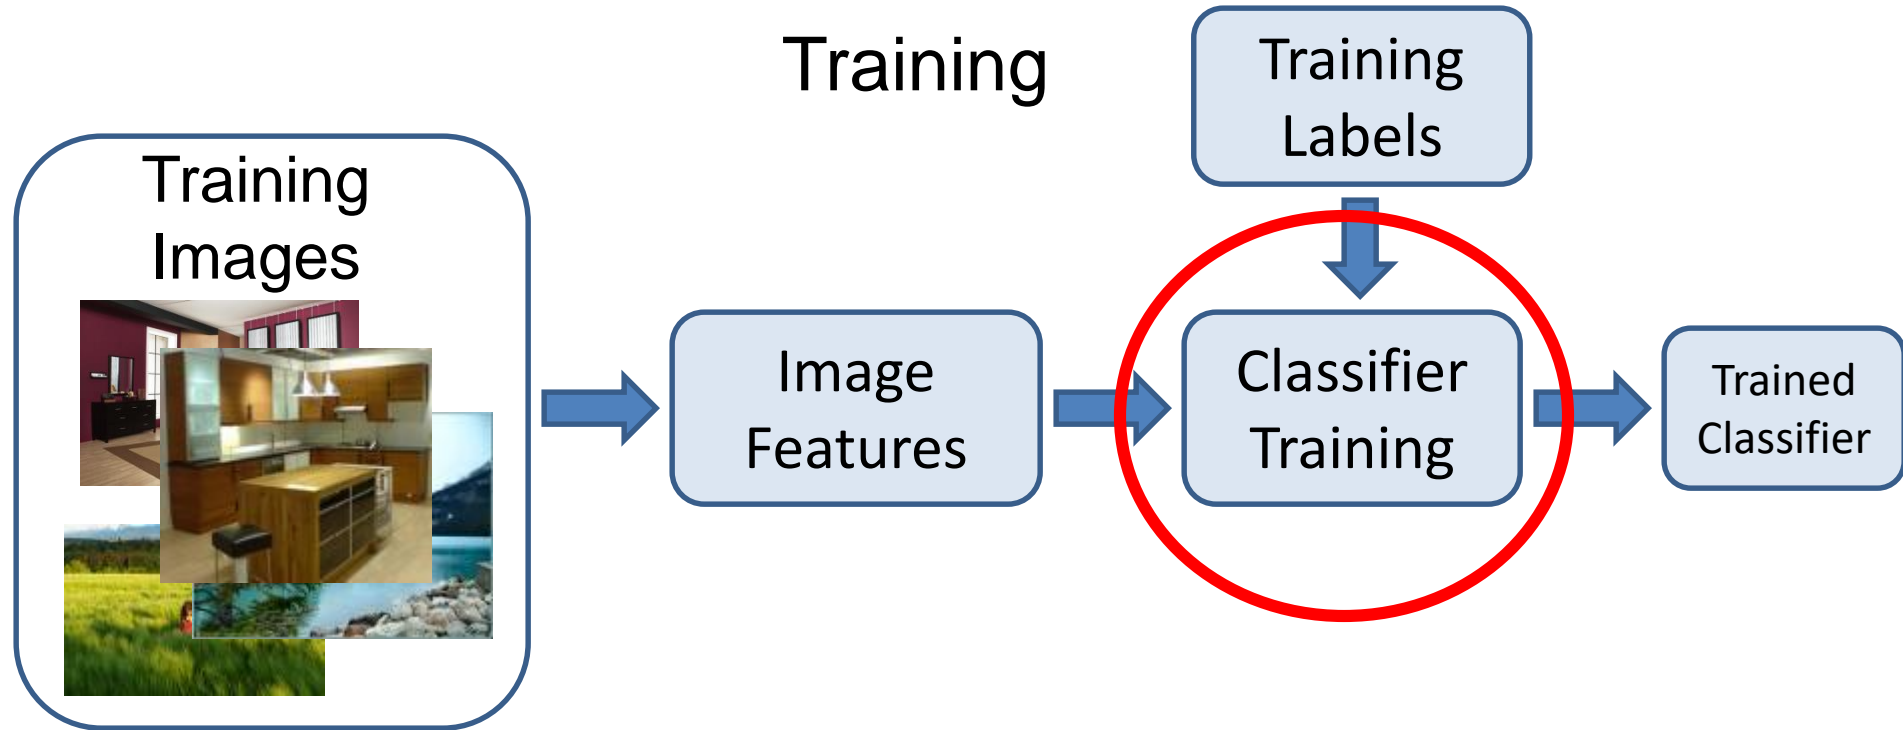 Training
Training
Labels
Training
Images
Image
Features
Classifier
Training
Trained
Classifier